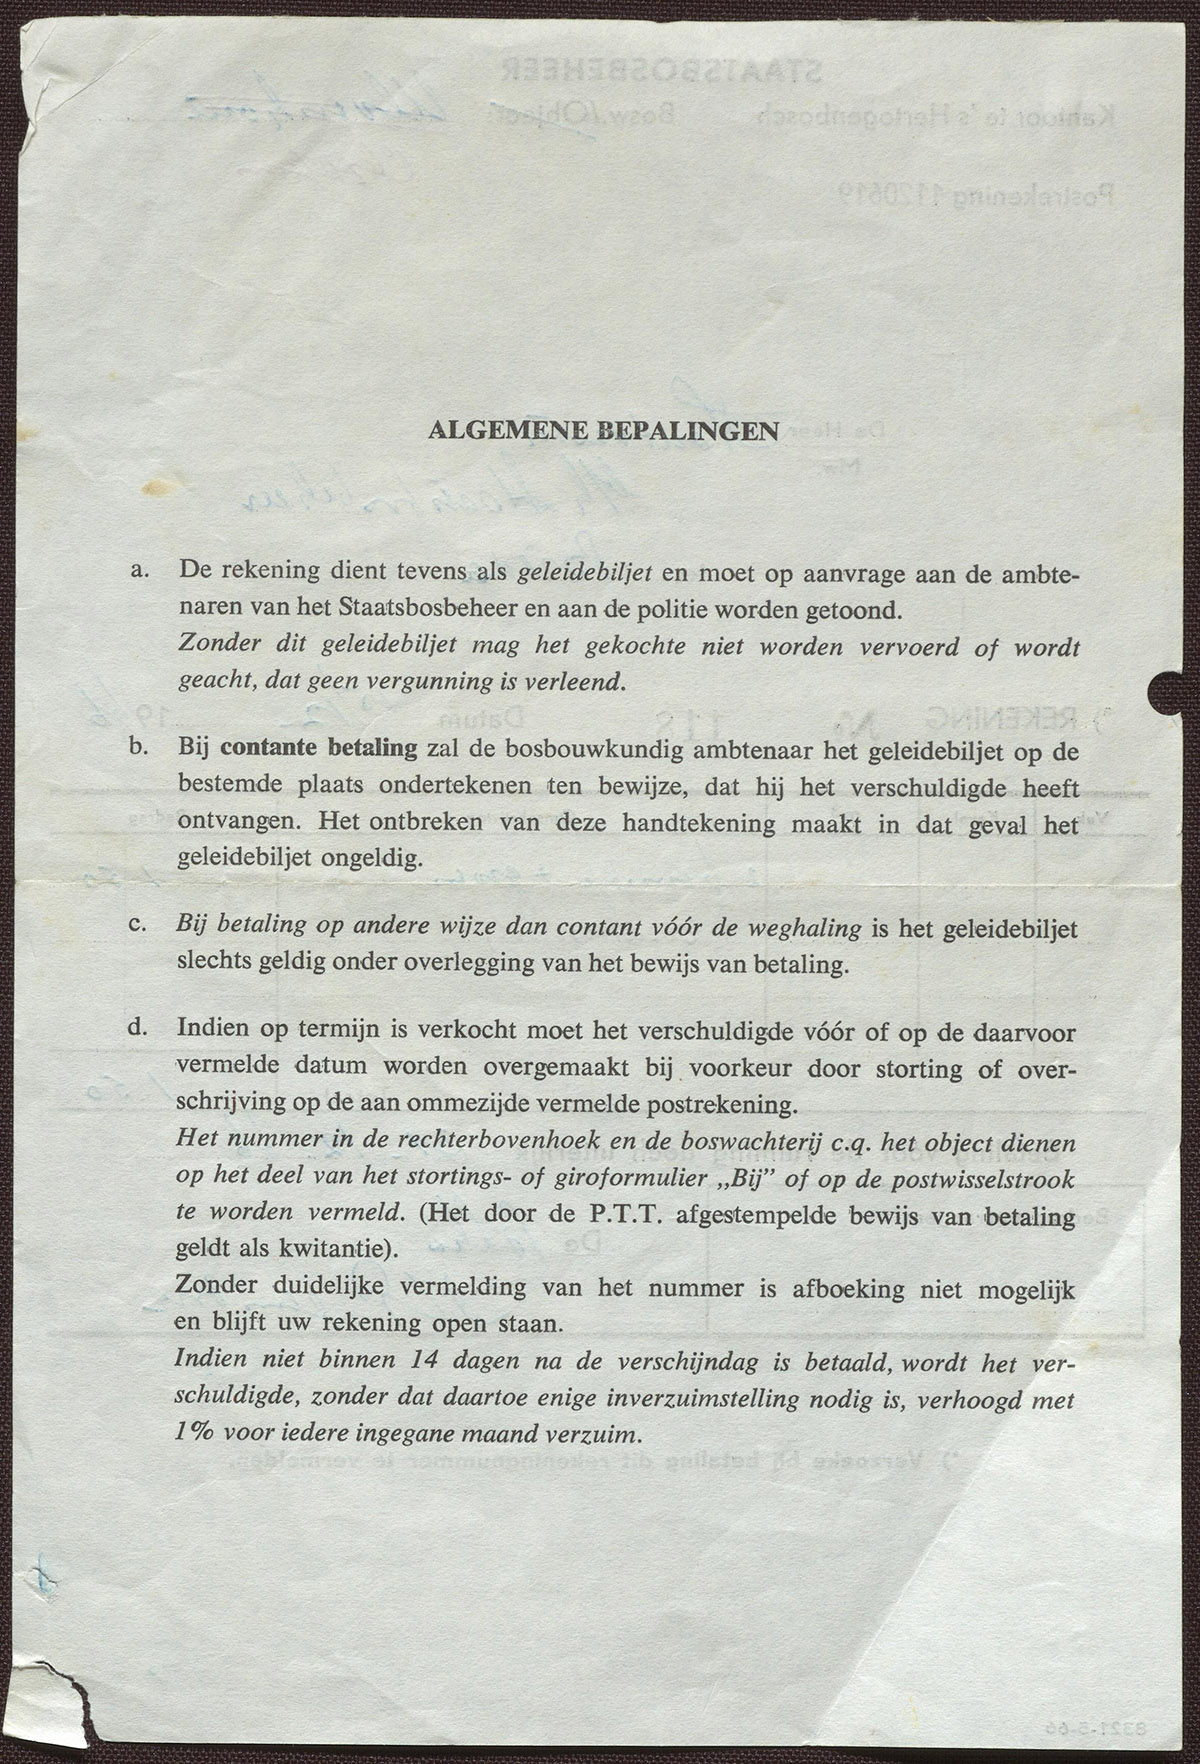 ALGEMENE BEPALINGEN
a. De rekening dient tevens als geleidebiljet en moet op aanvrage aan de ambte-
naren van het Staatsbosbeheer en aan de politie worden getoond.
Zonder dit geleidebiljet mag het gekochte niet worden vervoerd of wordt
geacht, dat geen vergunning is verleend.
b. Bij contante betaling zal de bosbouwkundig ambtenaar het geleidebiljet op de
bestemde plaats ondertekenen ten bewijze, dat hij het verschuldigde heeft
ontvangen. Het ontbreken van deze handtekening maakt in dat geval het
geleidebiljet ongeldig.
c. Bij betaling op andere wijze dan contant vóór de weghaling is het geleidebiljet
slechts geldig onder overlegging van het bewijs van betaling.
d. Indien op termijn is verkocht moet het verschuldigde vóór of op de daarvoor
vermelde datum worden overgemaakt bij voorkeur door storting of over-
schrijving op de aan ommezijde vermelde postrekening.
Het nummer in de rechterbovenhoek en de boswachterij c.q. het object dienen
op het deel van het stortings- of giroformulier „Bij” of op de postwisselstrook
te worden vermeld. (Het door de P.T.T. afgestempelde bewijs van betaling
geldt als kwitantie).
Zonder duidelijke vermelding van het nummer is afboeking niet mogelijk
en blijft uw rekening open staan.
Indien niet binnen 14 dagen na de verschijndag is betaald, wordt het ver-
schuldigde, zonder dat daartoe enige inverzuimstelling nodig is, verhoogd met
1% voor iedere ingegane maand verzuim.